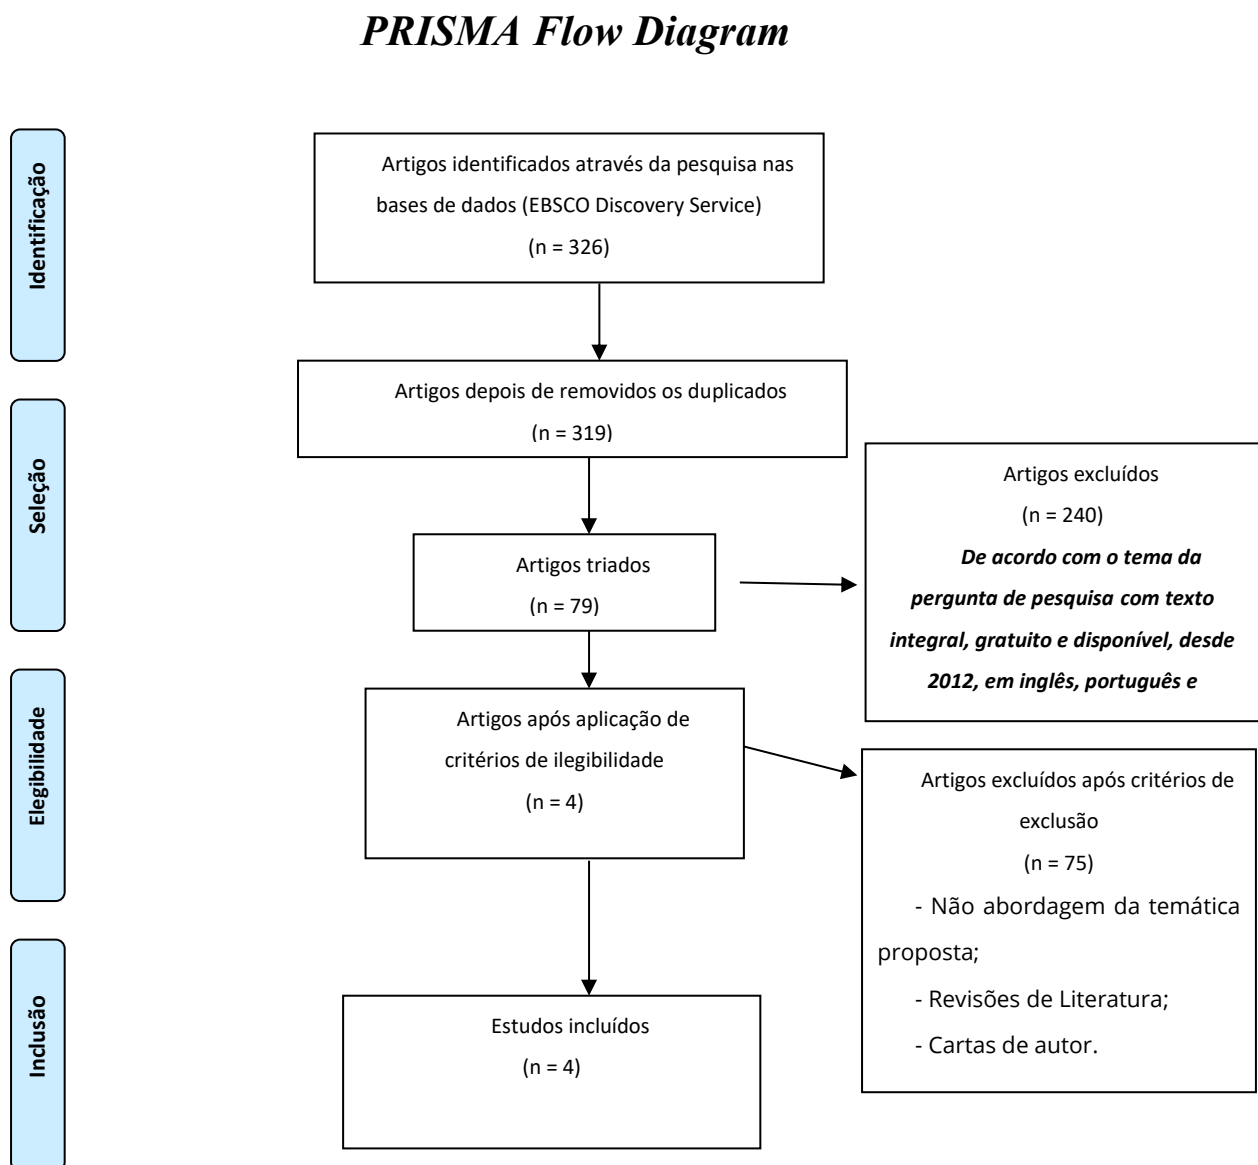 PRISMA Flow Diagram
Identificação
Artigos identificados através da pesquisa nas
bases de dados (EBSCO Discovery Service)
(n = 326)
Artigos depois de removidos os duplicados
(n = 319)
Seleção
Artigos triados
(n = 79)
Artigos excluídos
(n = 240)
De acordo com o tema da
pergunta de pesquisa com texto
integral, gratuito e disponível, desde
2012, em inglês, português e
Elegibilidade
Artigos após aplicação de
critérios de ilegibilidade
(n = 4)
Artigos excluídos após critérios de
exclusão
(n = 75)
- Não abordagem da temática
proposta;
- Revisões de Literatura;
- Cartas de autor.
Inclusão
Estudos incluídos
(n = 4)